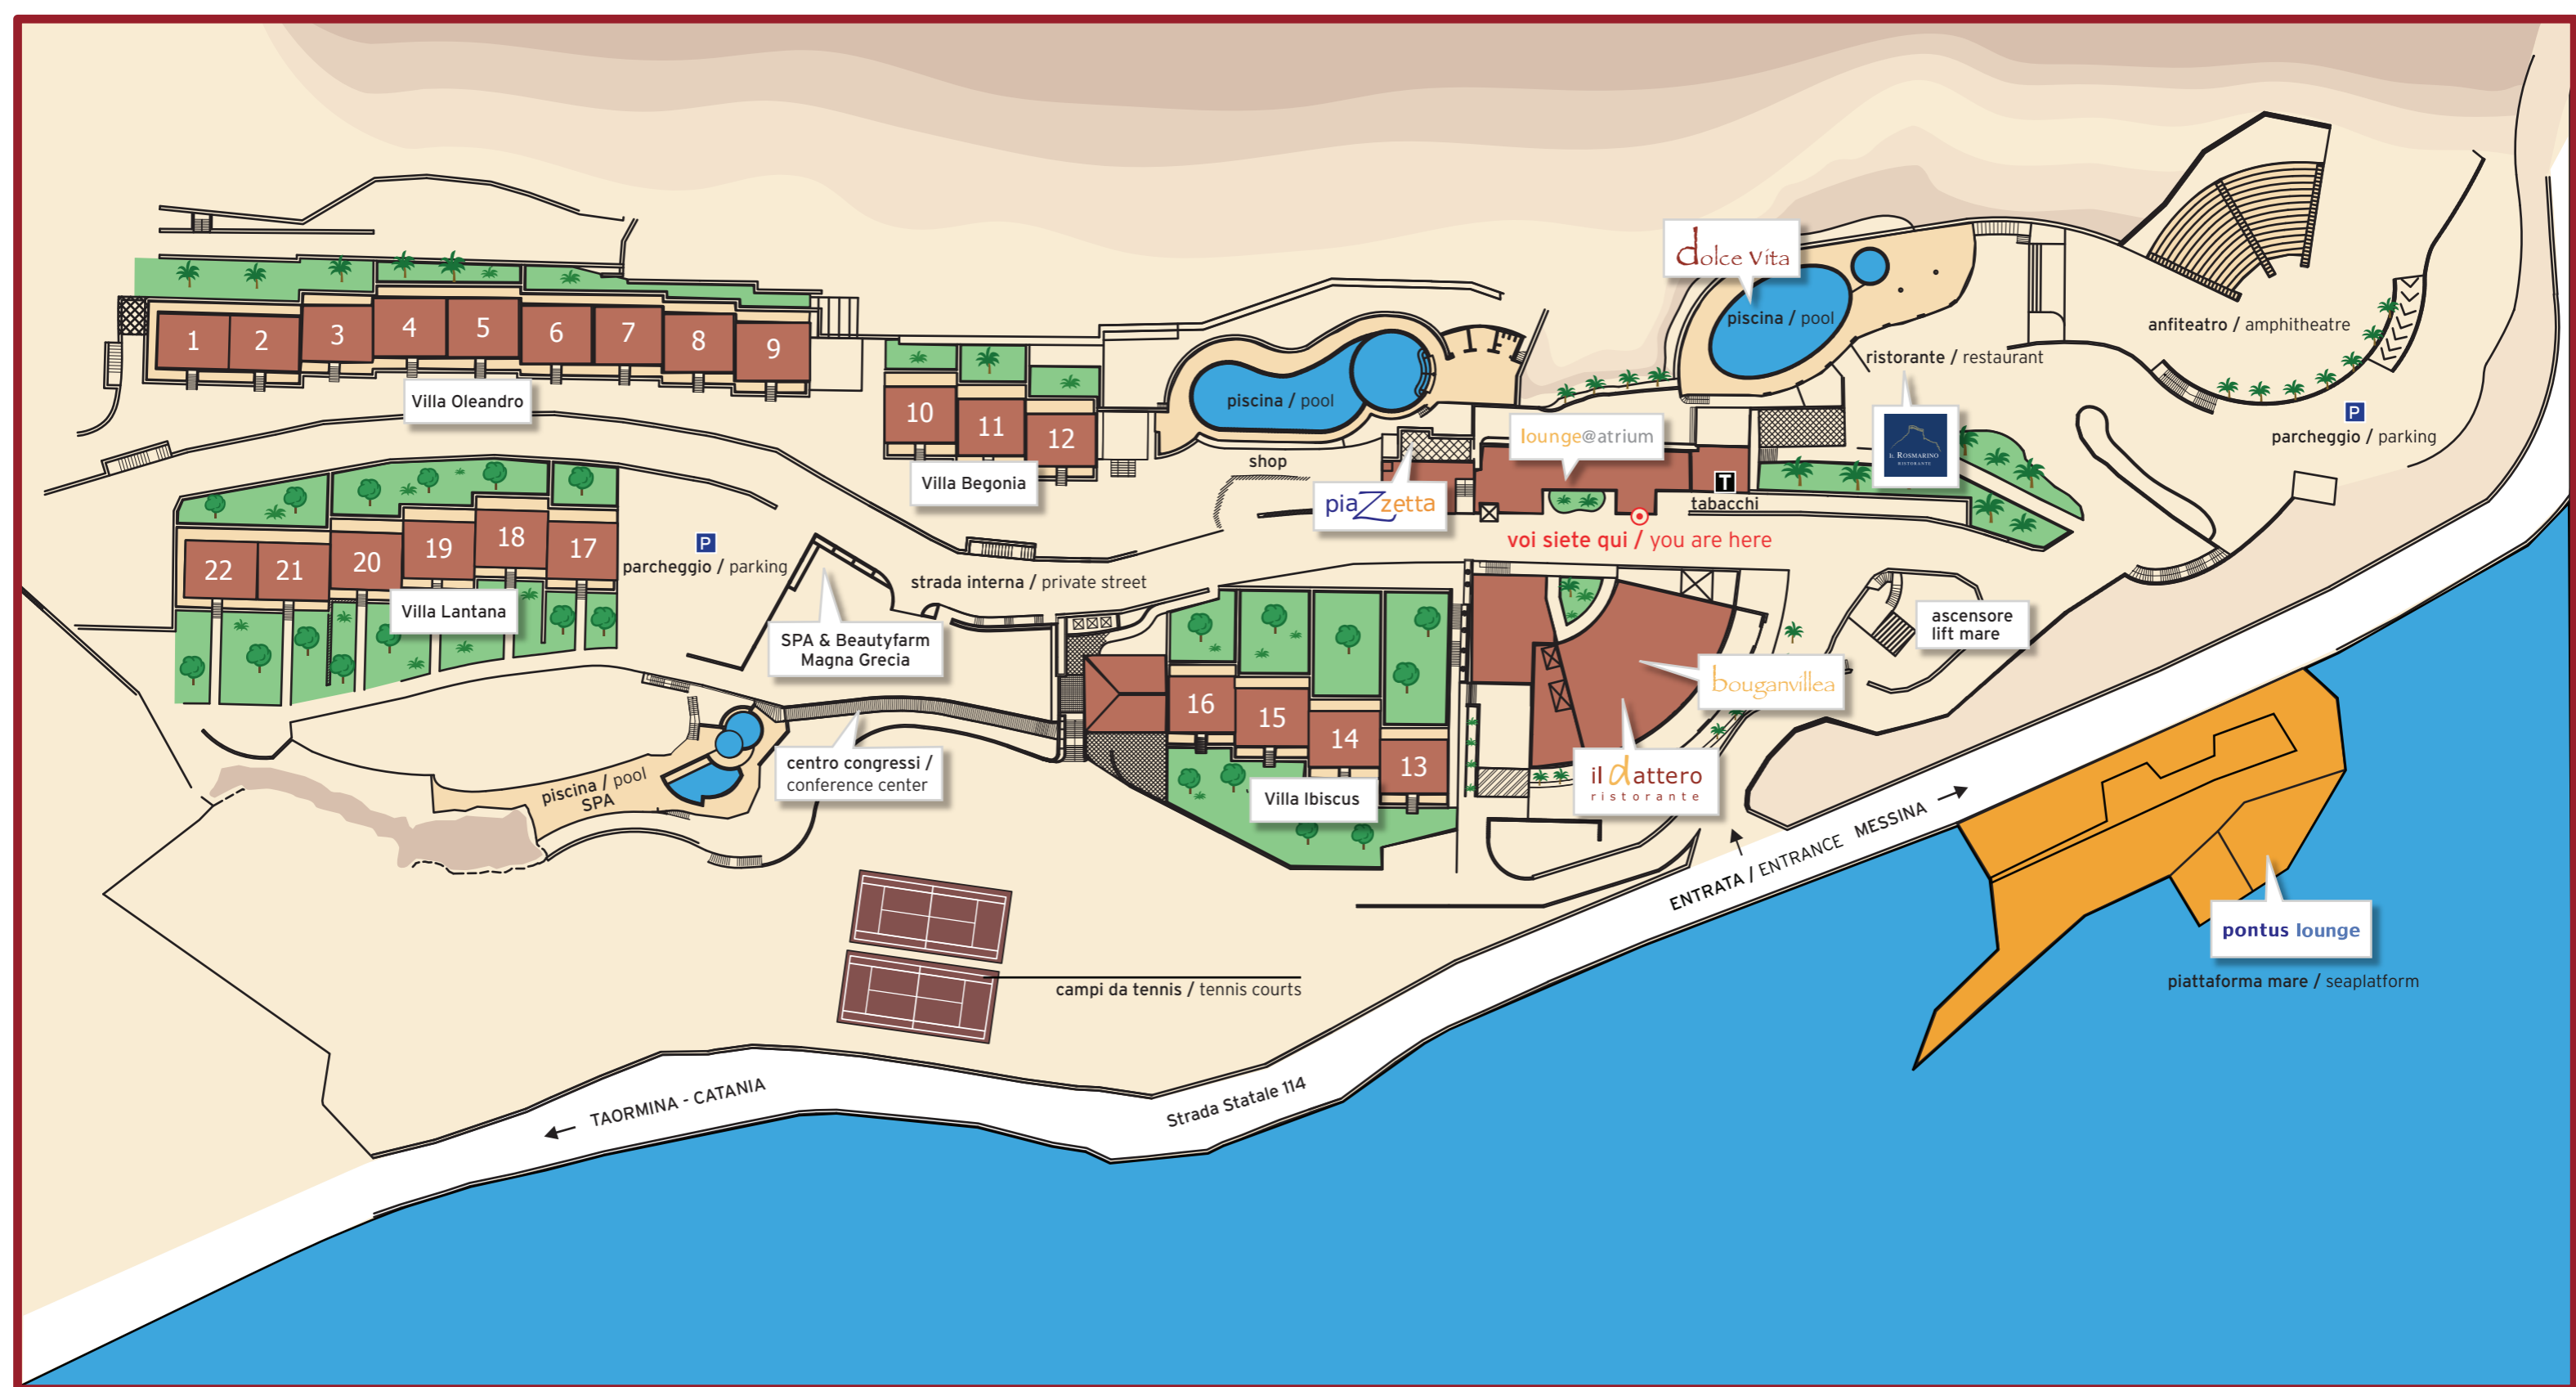 dolce vita
piscina / pool
anfiteatro / amphitheatre
1
2
3
4
5
6
7
8
9
ristorante / restaurant
Villa Oleandro
10
11
12
piscina / pool
lounge@atrium
IL ROSMARINO
RISTORANTE
P
parcheggio / parking
shop
Villa Begonia
piaZzetta
T
tabacchi
voi siete qui / you are here
22
21
20
19
18
17
P
parcheggio / parking
strada interna / private street
Villa Lantana
SPA & Beautyfarm
Magna Grecia
ascensore
lift mare
bouganvillea
16
15
14
13
centro congressi /
conference center
piscina / pool
SPA
Villa Ibiscus
il dattero
ristorante
ENTRATA / ENTRANCE MESSINA
pontus lounge
piattaforma mare / seaplatform
campi da tennis / tennis courts
TAORMINA - CATANIA
Strada Statale 114